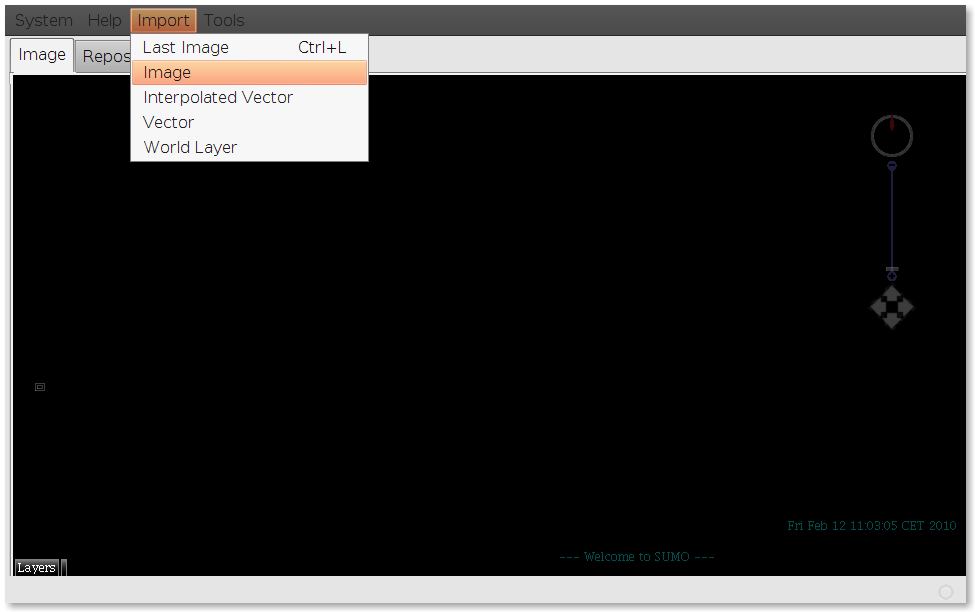 System Help Import Tools
Image Repos
Last Image Ctrl+L
Image
Interpolated Vector
Vector
World Layer
Fri Feb 12 11:03:05 CET 2010
--- Welcome to SUMO ---
Layers